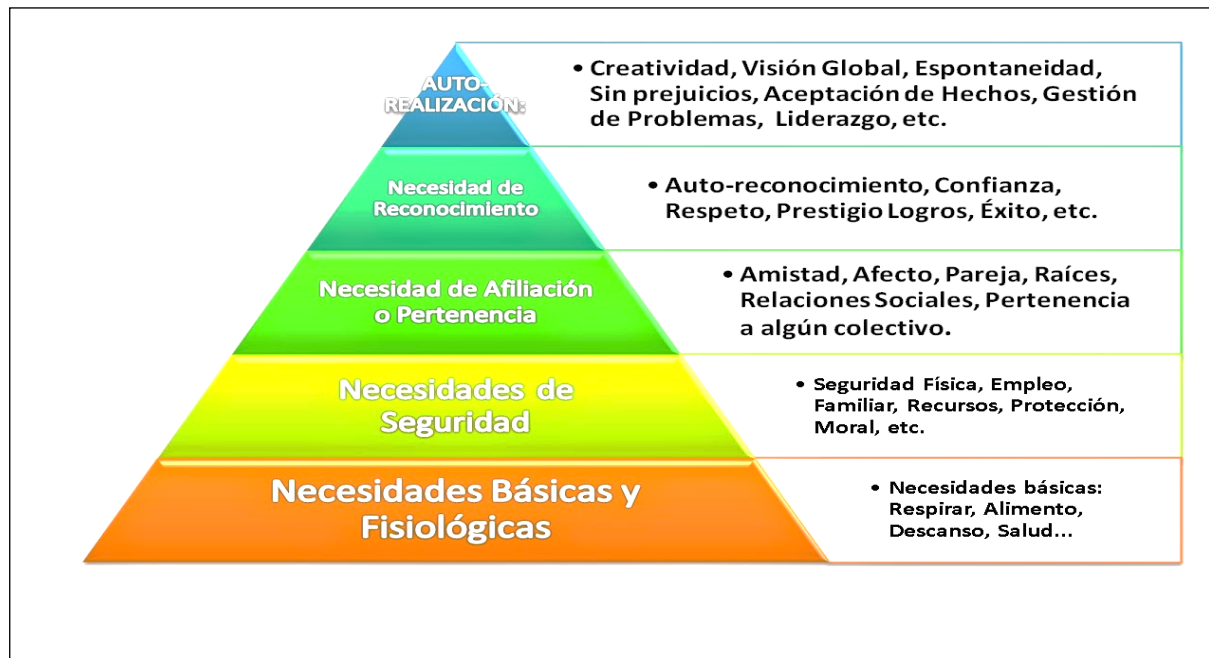 AUTO-
REALIZACIÓN:
• Creatividad, Visión Global, Espontaneidad,
Sin prejuicios, Aceptación de Hechos, Gestión
de Problemas, Liderazgo, etc.
Necesidad de
Reconocimiento
• Auto-reconocimiento, Confianza,
Respeto, Prestigio Logros, Éxito, etc.
Necesidad de Afiliación
o Pertenencia
• Amistad, Afecto, Pareja, Raíces,
Relaciones Sociales, Pertenencia
a algún colectivo.
Necesidades de
Seguridad
• Seguridad Física, Empleo,
Familiar, Recursos, Protección,
Moral, etc.
Necesidades Básicas y
Fisiológicas
• Necesidades básicas:
Respirar, Alimento,
Descanso, Salud...